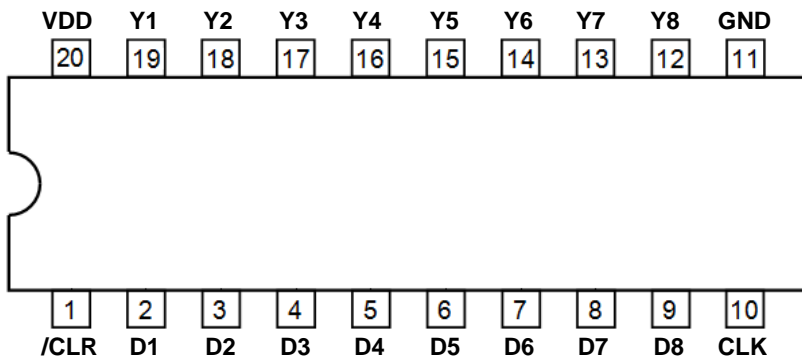 VDD Y1 Y2 Y3 Y4 Y5 Y6 Y7 Y8 GND
20 19 18 17 16 15 14 13 12 11
1 2 3 4 5 6 7 8 9 10
/CLR D1 D2 D3 D4 D5 D6 D7 D8 CLK